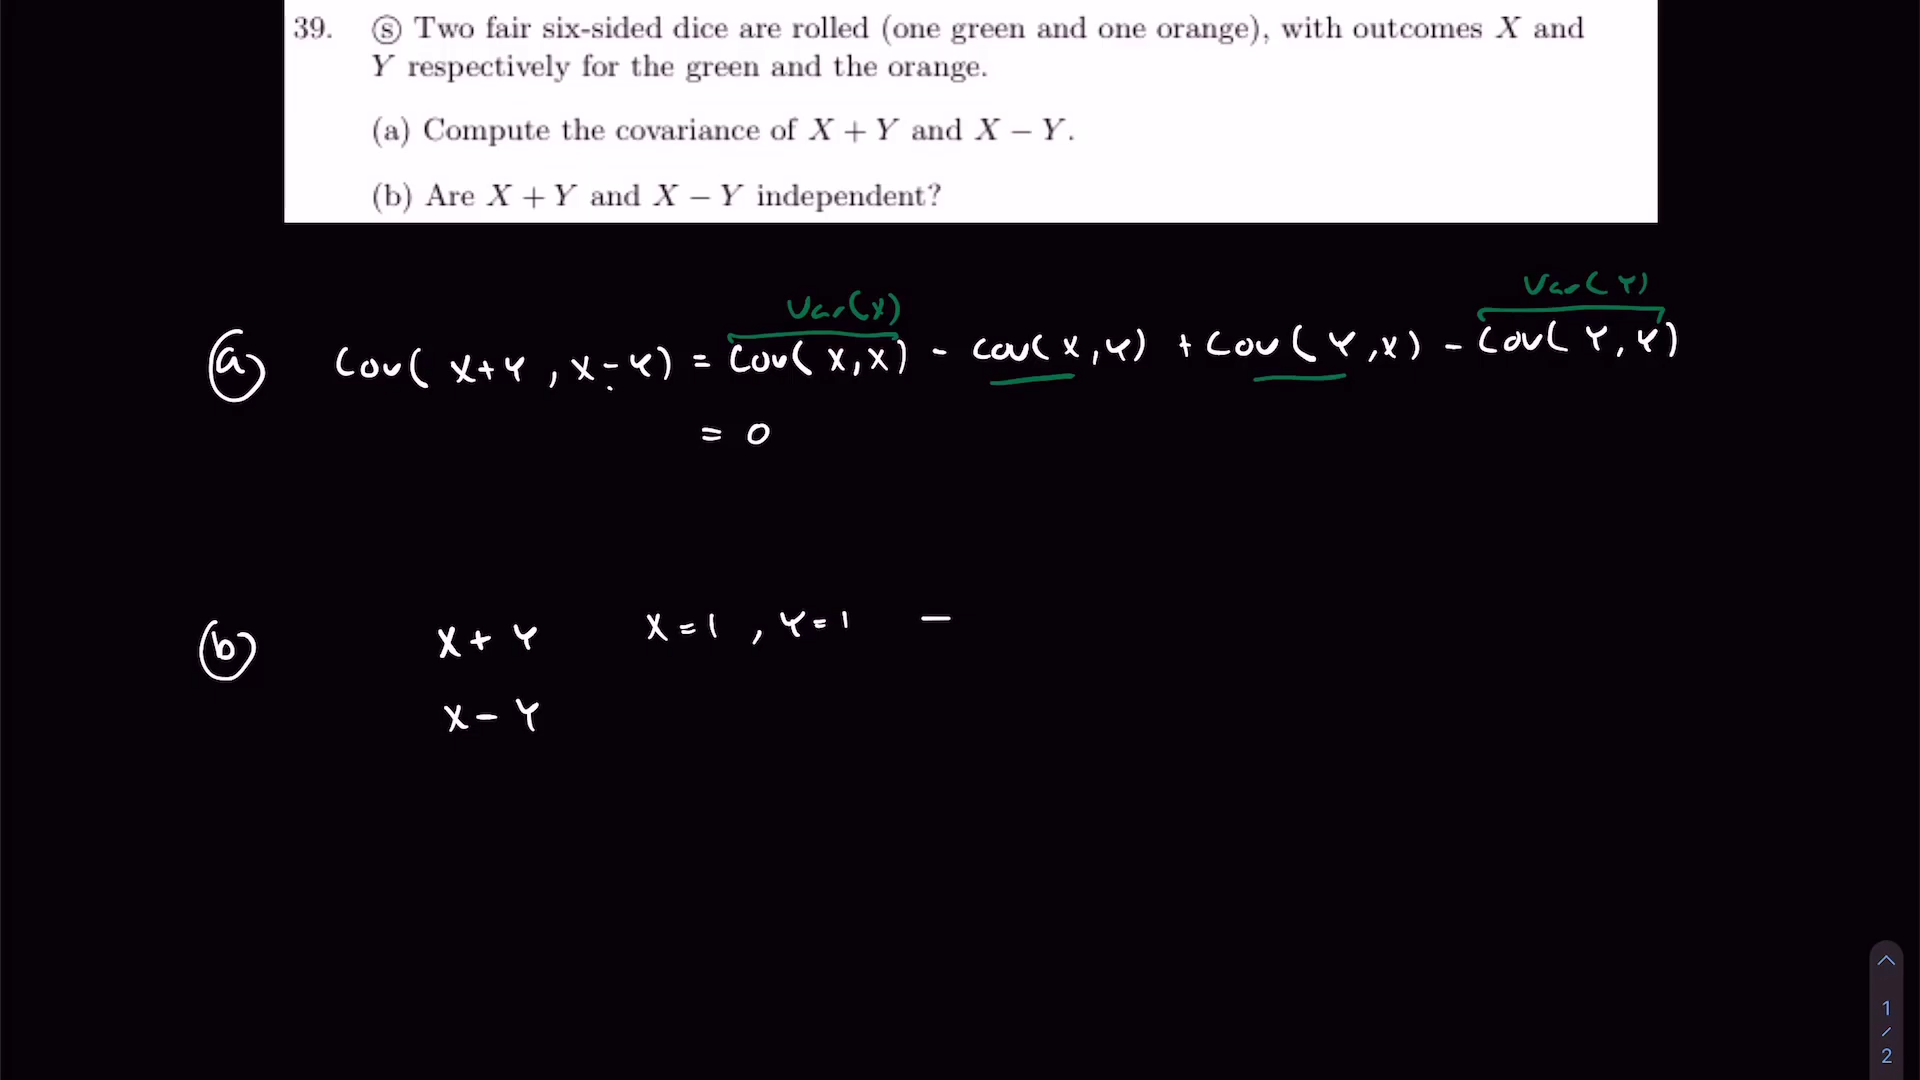 39. Ⓢ Two fair six-sided dice are rolled (one green and one orange), with outcomes X and
Y respectively for the green and the orange.
(a) Compute the covariance of X + Y and X − Y.
(b) Are X + Y and X − Y independent?
Var(X) Var(Y)
(a) Cov( X+Y , X-Y) = Cov( X,X) - Cov( X,Y) + Cov( Y,X) - Cov( Y,Y)
= 0
(b) X + Y X = 1 , Y = 1 —
X - Y
1
/
2